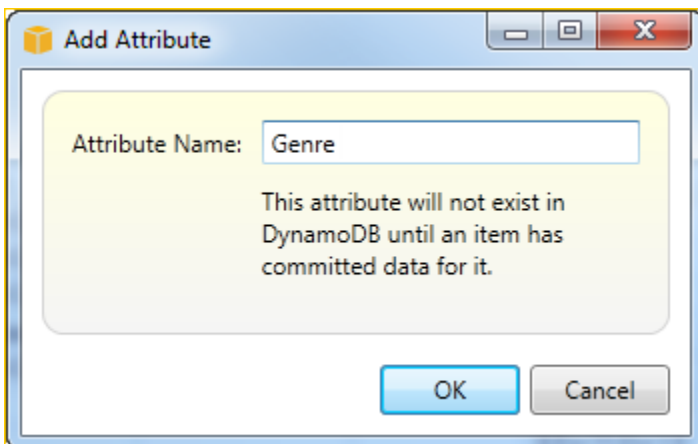 Add Attribute
Attribute Name: Genre
This attribute will not exist in
DynamoDB until an item has
committed data for it.
OK Cancel